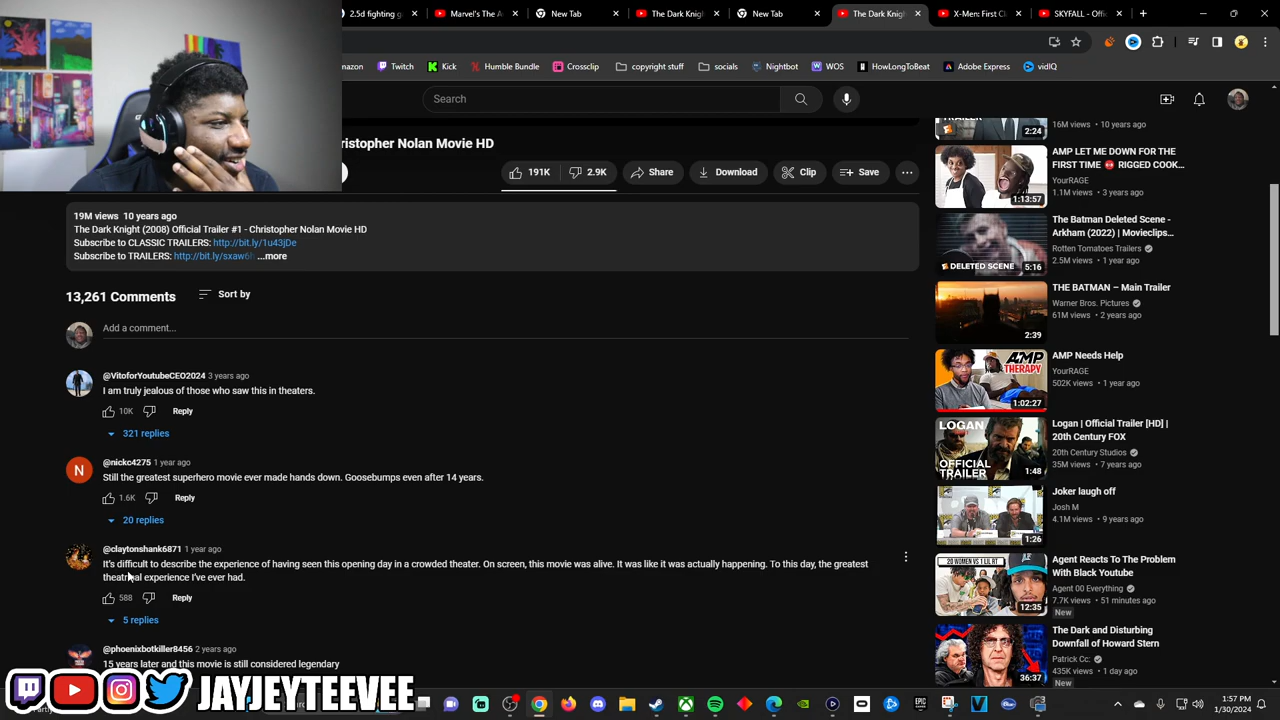 2.5d fighting g
Marvel's The A
New Tab
The Dark Knigh
New Tab
The Dark Knigh
X-Men: First Cl
SKYFALL - Offi
Twitch
Kick
Humble Bundle
Crossclip
copyright stuff
socials
Nightbot
WOS
HowLongToBeat
Adobe Express
vidIQ
Search
ristopher Nolan Movie HD
191K
2.9K
Share
Download
Clip
Save
19M views 10 years ago
The Dark Knight (2008) Official Trailer #1 - Christopher Nolan Movie HD
Subscribe to CLASSIC TRAILERS: http://bit.ly/1u43jDe
Subscribe to TRAILERS: http://bit.ly/sxaw6h ...more
13,261 Comments
Sort by
Add a comment...
@VitoforYoutubeCEO2024 3 years ago
I am truly jealous of those who saw this in theaters.
10K
Reply
321 replies
N
@nickc4275 1 year ago
Still the greatest superhero movie ever made hands down. Goosebumps even after 14 years.
1.6K
Reply
20 replies
@claytonshank6871 1 year ago
It's difficult to describe the experience of having seen this opening day in a crowded theater. On screen, this movie was alive. It was like it was actually happening. To this day, the greatest
theatrical experience I've ever had.
588
Reply
5 replies
@phoenixbotkiller8456 2 years ago
15 years later and this movie is still considered legendary
2:24
16M views · 10 years ago
1:13:57
AMP LET ME DOWN FOR THE
FIRST TIME RIGGED COOK...
YourRAGE
1.1M views · 3 years ago
DELETED SCENE
5:16
The Batman Deleted Scene -
Arkham (2022) | Movieclips...
Rotten Tomatoes Trailers
2.5M views · 1 year ago
2:39
THE BATMAN – Main Trailer
Warner Bros. Pictures
61M views · 2 years ago
AMP
THERAPY
1:02:27
AMP Needs Help
YourRAGE
502K views · 1 year ago
LOGAN
OFFICIAL
TRAILER
1:48
Logan | Official Trailer [HD] |
20th Century FOX
20th Century Studios
35M views · 7 years ago
1:26
Joker laugh off
Josh M
4.1M views · 9 years ago
20 WOMEN VS 1 LIL RT
12:35
Agent Reacts To The Problem
With Black Youtube
Agent 00 Everything
7.7K views · 51 minutes ago
New
36:37
The Dark and Disturbing
Downfall of Howard Stern
Patrick Cc:
435K views · 1 day ago
New
JAYJEYTEEVEE
1:57 PM
1/30/2024